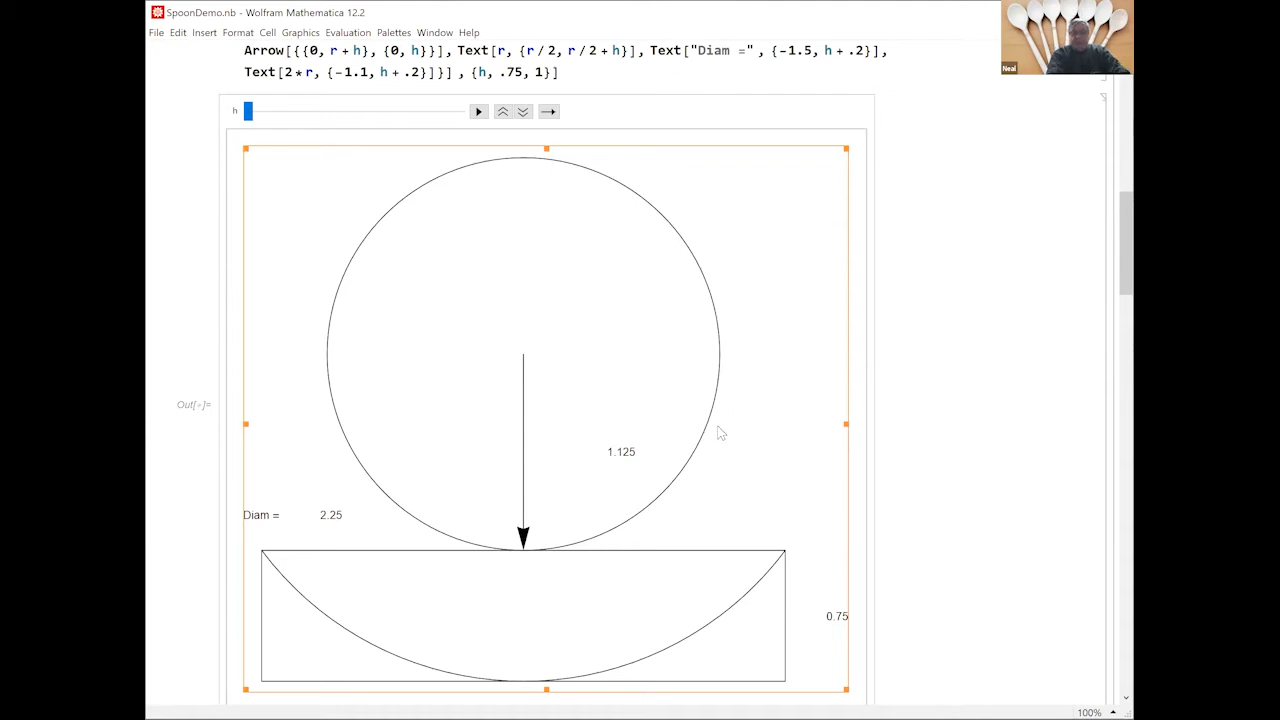 SpoonDemo.nb - Wolfram Mathematica 12.2
File Edit Insert Format Cell Graphics Evaluation Palettes Window Help
Arrow[{{0, r + h}, {0, h}}], Text[r, {r / 2, r / 2 + h}], Text["Diam =" , {-1.5, h + .2}],
Text[2 * r, {-1.1, h + .2}]}] , {h, .75, 1}]
Neal
h
Out[•]=
1.125
Diam = 2.25
0.75
100%